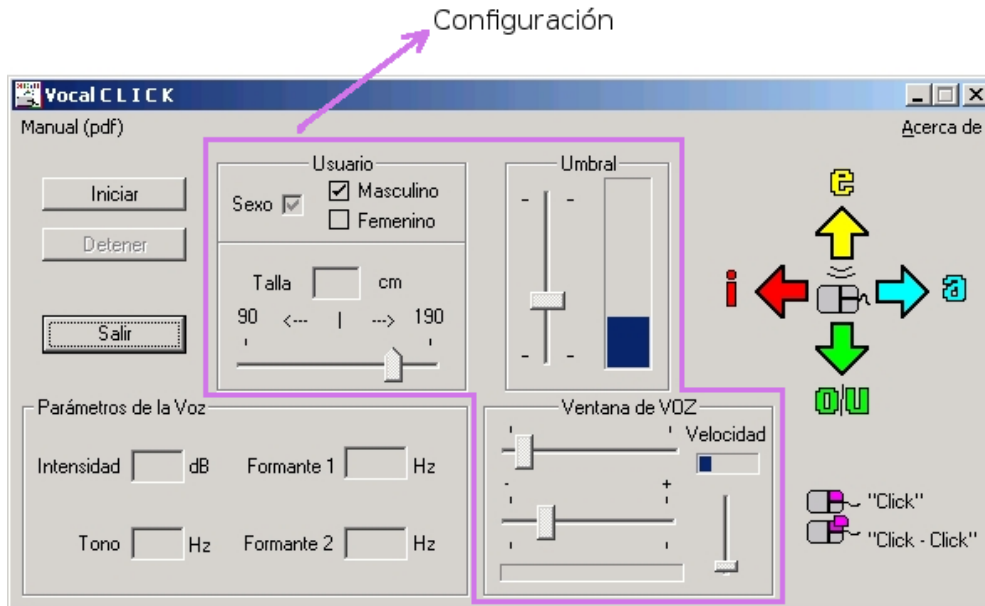 Configuración
Vocal C L I C K
Manual (pdf)
Acerca de
Usuario
Umbral
Iniciar
Sexo
Masculino
Femenino
Detener
Talla
cm
90 <--- | ---> 190
Salir
e
i
a
o/u
Parámetros de la Voz
Intensidad
dB
Formante 1
Hz
Tono
Hz
Formante 2
Hz
Ventana de VOZ
Velocidad
- +
"Click"
"Click - Click"